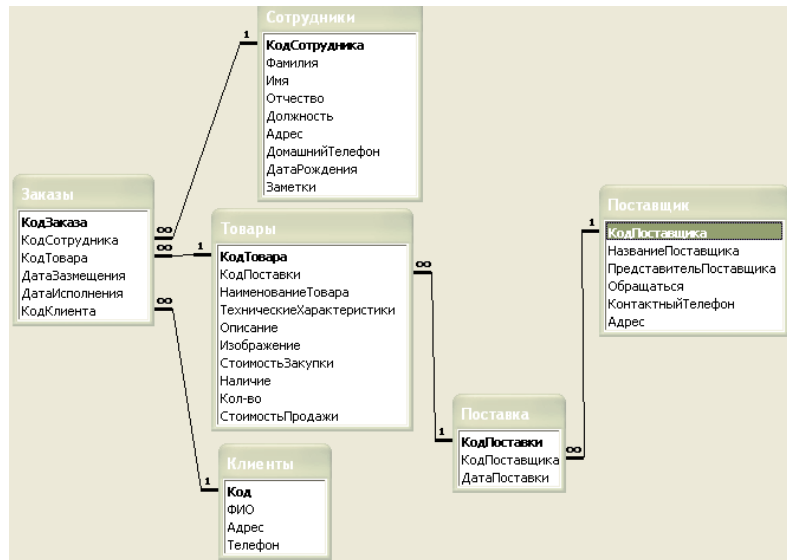 Сотрудники
1
КодСотрудника
Фамилия
Имя
Отчество
Должность
Адрес
ДомашнийТелефон
ДатаРождения
Заметки
Заказы
КодЗаказа
КодСотрудника
КодТовара
ДатаЗазмещения
ДатаИсполнения
КодКлиента
∞
∞
∞
Товары
1
КодТовара
КодПоставки
НаименованиеТовара
ТехническиеХарактеристики
Описание
Изображение
СтоимостьЗакупки
Наличие
Кол-во
СтоимостьПродажи
∞
Поставщик
1
КодПоставщика
НазваниеПоставщика
ПредставительПоставщика
Обращаться
КонтактныйТелефон
Адрес
Поставка
1
КодПоставки
КодПоставщика
ДатаПоставки
∞
Клиенты
1
Код
ФИО
Адрес
Телефон